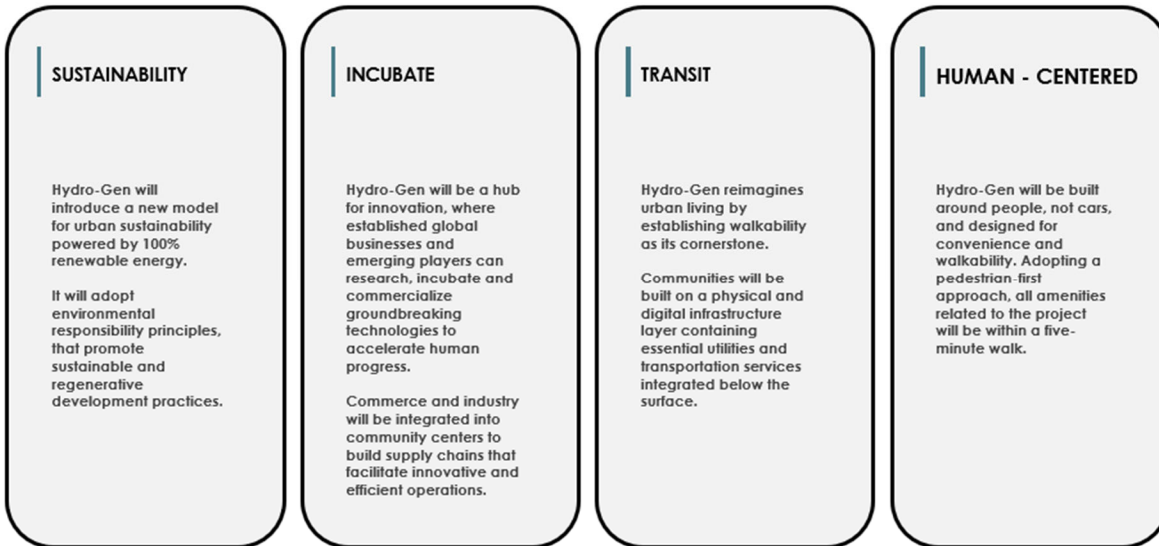 SUSTAINABILITY
Hydro-Gen will
introduce a new model
for urban sustainability
powered by 100%
renewable energy.
It will adopt
environmental
responsibility principles,
that promote
sustainable and
regenerative
development practices.
INCUBATE
Hydro-Gen will be a hub
for innovation, where
established global
businesses and
emerging players can
research, incubate and
commercialize
groundbreaking
technologies to
accelerate human
progress.
Commerce and industry
will be integrated into
community centers to
build supply chains that
facilitate innovative and
efficient operations.
TRANSIT
Hydro-Gen reimagines
urban living by
establishing walkability
as its cornerstone.
Communities will be
built on a physical and
digital infrastructure
layer containing
essential utilities and
transportation services
integrated below the
surface.
HUMAN - CENTERED
Hydro-Gen will be built
around people, not cars,
and designed for
convenience and
walkability. Adopting a
pedestrian-first
approach, all amenities
related to the project
will be within a five-
minute walk.